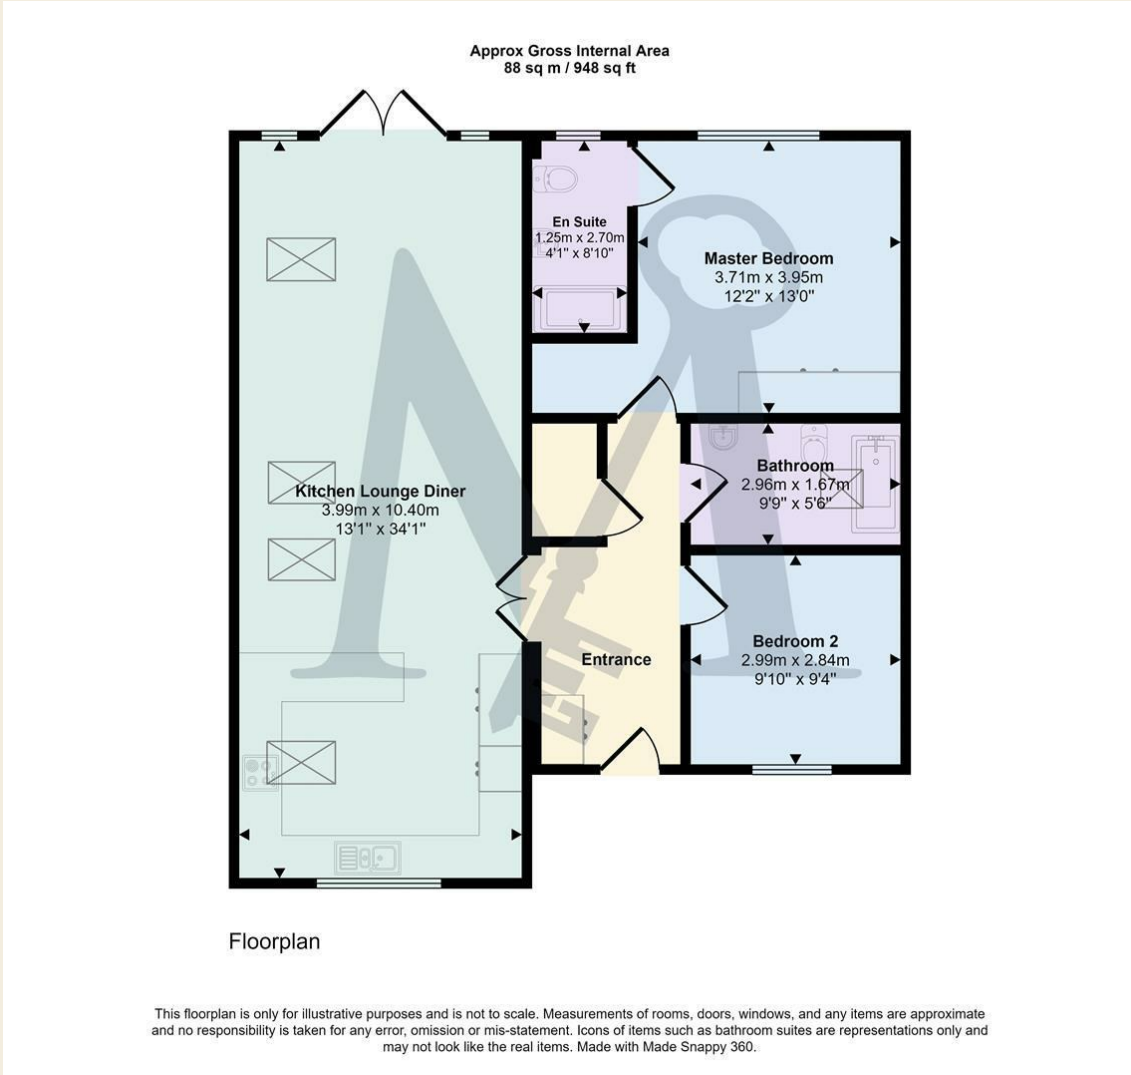 Approx Gross Internal Area
88 sq m / 948 sq ft
En Suite
1.25m x 2.70m
4'1" x 8'10"
Master Bedroom
3.71m x 3.95m
12'2" x 13'0"
Kitchen Lounge Diner
3.99m x 10.40m
13'1" x 34'1"
Bathroom
2.96m x 1.67m
9'9" x 5'6"
Entrance
Bedroom 2
2.99m x 2.84m
9'10" x 9'4"
Floorplan
This floorplan is only for illustrative purposes and is not to scale. Measurements of rooms, doors, windows, and any items are approximate
and no responsibility is taken for any error, omission or mis-statement. Icons of items such as bathroom suites are representations only and
may not look like the real items. Made with Made Snappy 360.